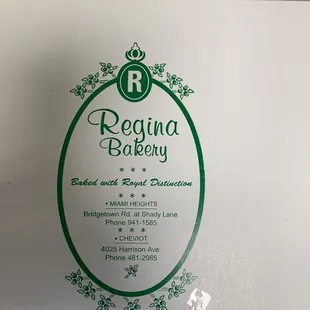 R
Regina
Bakery
* * *
Baked with Royal Distinction
* * *
• MIAMI HEIGHTS
Bridgetown Rd. at Shady Lane
Phone 941-1585
* * *
• CHEVIOT
4025 Harrison Ave.
Phone 481-2985